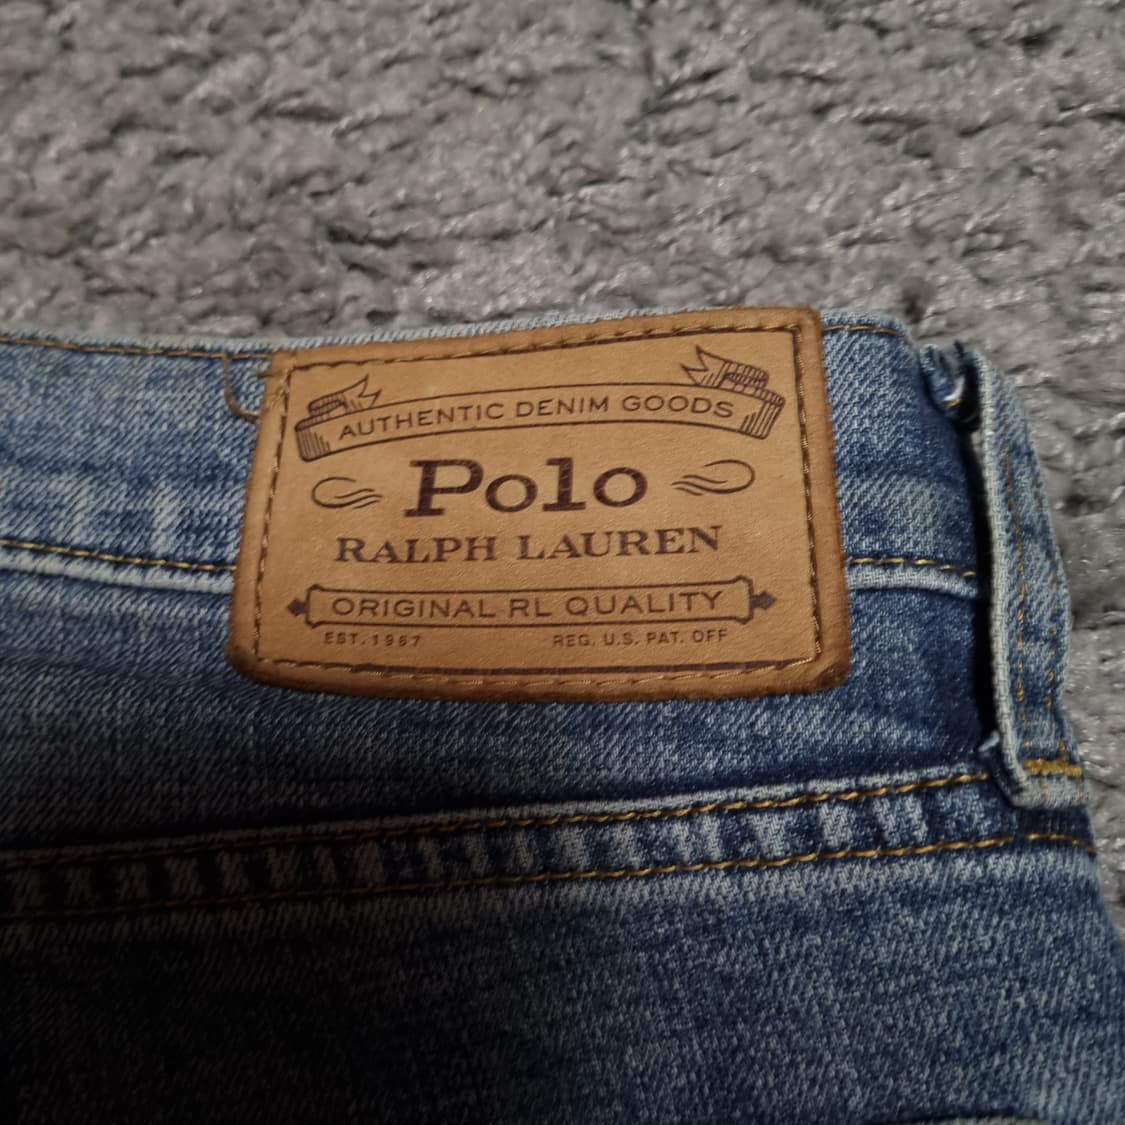 AUTHENTIC DENIM GOODS
Polo
RALPH LAUREN
ORIGINAL RL QUALITY
EST. 1967 REG. U.S. PAT. OFF